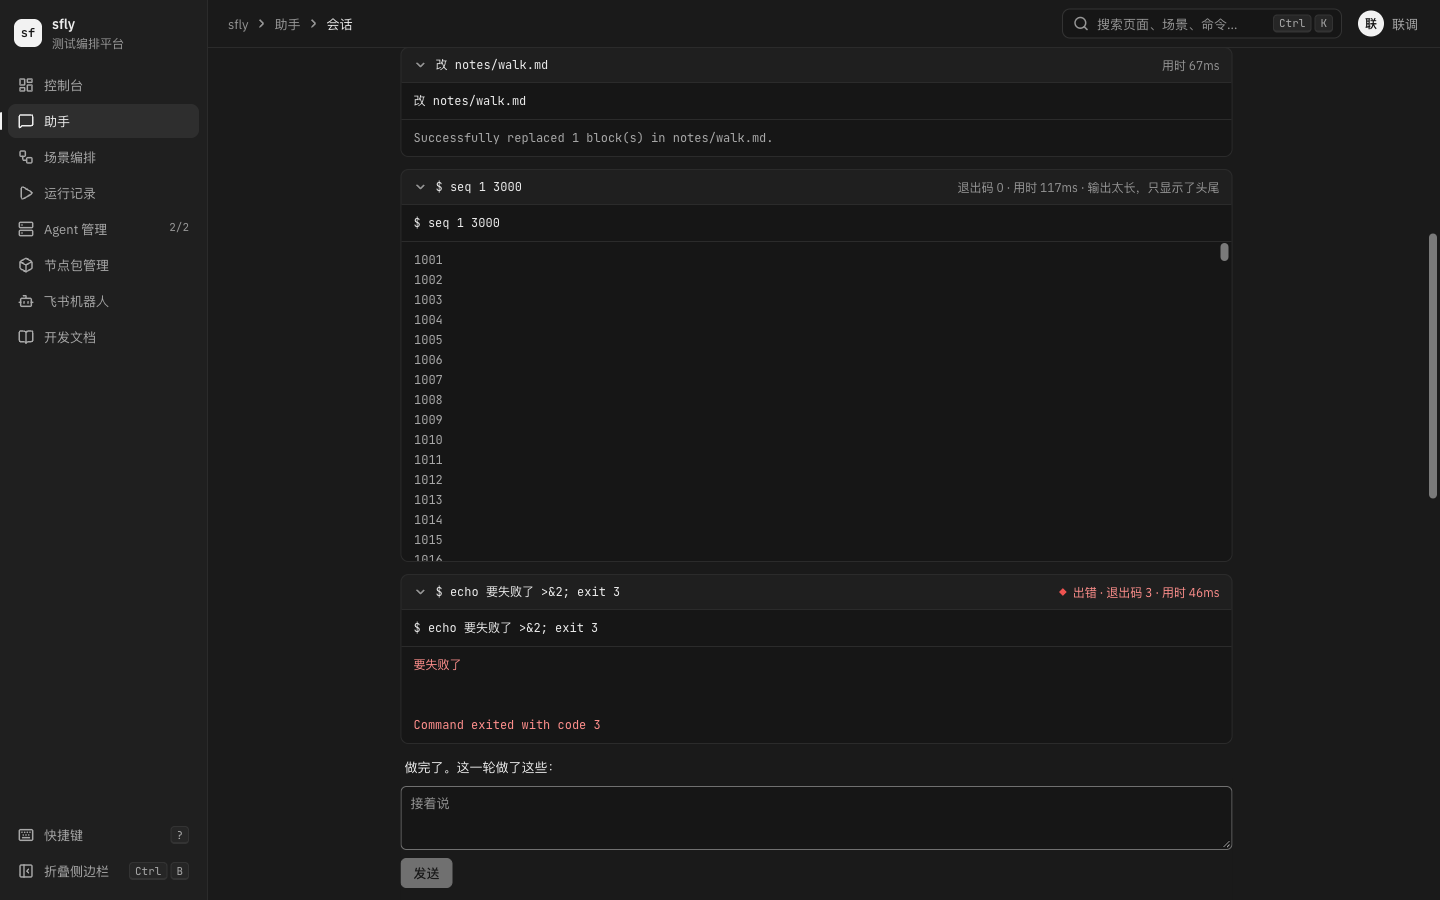 sf
sfly
测试编排平台
控制台
助手
场景编排
运行记录
Agent 管理 2/2
节点包管理
飞书机器人
开发文档
快捷键 ?
折叠侧边栏 Ctrl B
sfly > 助手 > 会话
搜索页面、场景、命令... Ctrl K
联 联调
改 notes/walk.md 用时 67ms
改 notes/walk.md
Successfully replaced 1 block(s) in notes/walk.md.
$ seq 1 3000 退出码 0 · 用时 117ms · 输出太长，只显示了头尾
$ seq 1 3000
1001
1002
1003
1004
1005
1006
1007
1008
1009
1010
1011
1012
1013
1014
1015
1016
$ echo 要失败了 >&2; exit 3 ◆ 出错 · 退出码 3 · 用时 46ms
$ echo 要失败了 >&2; exit 3
要失败了
Command exited with code 3
做完了。这一轮做了这些：
接着说
发送